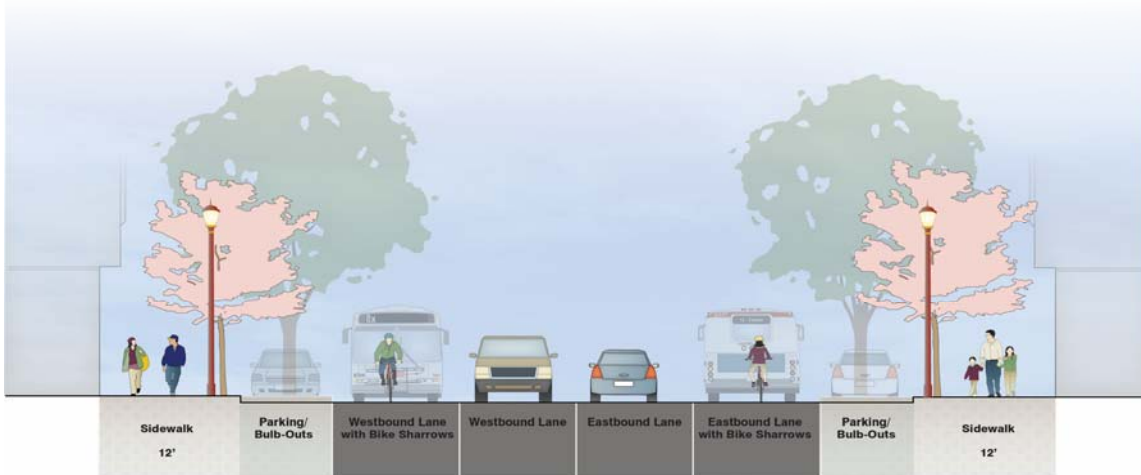 Sidewalk
12'
Parking/
Bulb-Outs
Westbound Lane
with Bike Sharrows
Westbound Lane
Eastbound Lane
Eastbound Lane
with Bike Sharrows
Parking/
Bulb-Outs
Sidewalk
12'